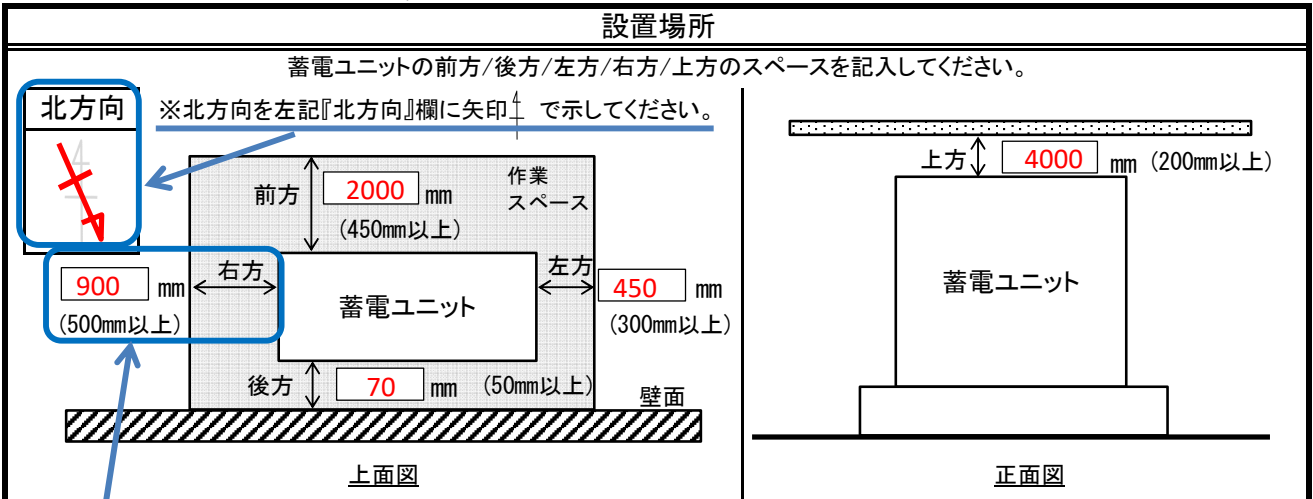 設置場所
蓄電ユニットの前方/後方/左方/右方/上方のスペースを記入してください。
北方向
※北方向を左記『北方向』欄に矢印 で示してください。
前方 2000 mm
(450mm以上)
作業
スペース
右方
900 mm
(500mm以上)
蓄電ユニット
左方
450 mm
(300mm以上)
後方 70 mm (50mm以上)
壁面
上面図
上方 4000 mm (200mm以上)
蓄電ユニット
正面図